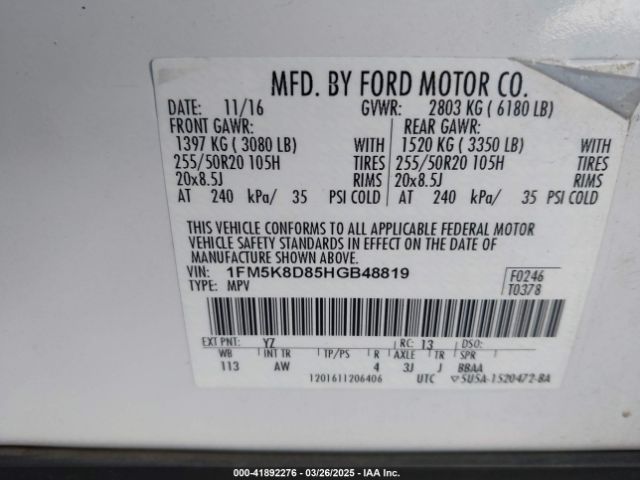 MFD. BY FORD MOTOR CO.
DATE: 11/16 GVWR: 2803 KG ( 6180 LB)
FRONT GAWR: REAR GAWR:
1397 KG ( 3080 LB) WITH 1520 KG ( 3350 LB) WITH
255/50R20 105H TIRES 255/50R20 105H TIRES
20x8.5J RIMS 20x8.5J RIMS
AT 240 kPa/ 35 PSI COLD AT 240 kPa/ 35 PSI COLD
THIS VEHICLE CONFORMS TO ALL APPLICABLE FEDERAL MOTOR
VEHICLE SAFETY STANDARDS IN EFFECT ON THE DATE OF
MANUFACTURE SHOWN ABOVE.
VIN: 1FM5K8D85HGB48819 F0246
TYPE: MPV T0378
EXT PNT: YZ RC: 13 DSO:
WB INT TR TP/PS R AXLE TR SPR
113 AW 4 3J J BBAA
1201611206406 UTC 5U5A-1520472-BA
000-41892276 - 03/26/2025 - IAA Inc.